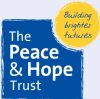 Building
brighter
futures
The
Peace
& Hope
Trust